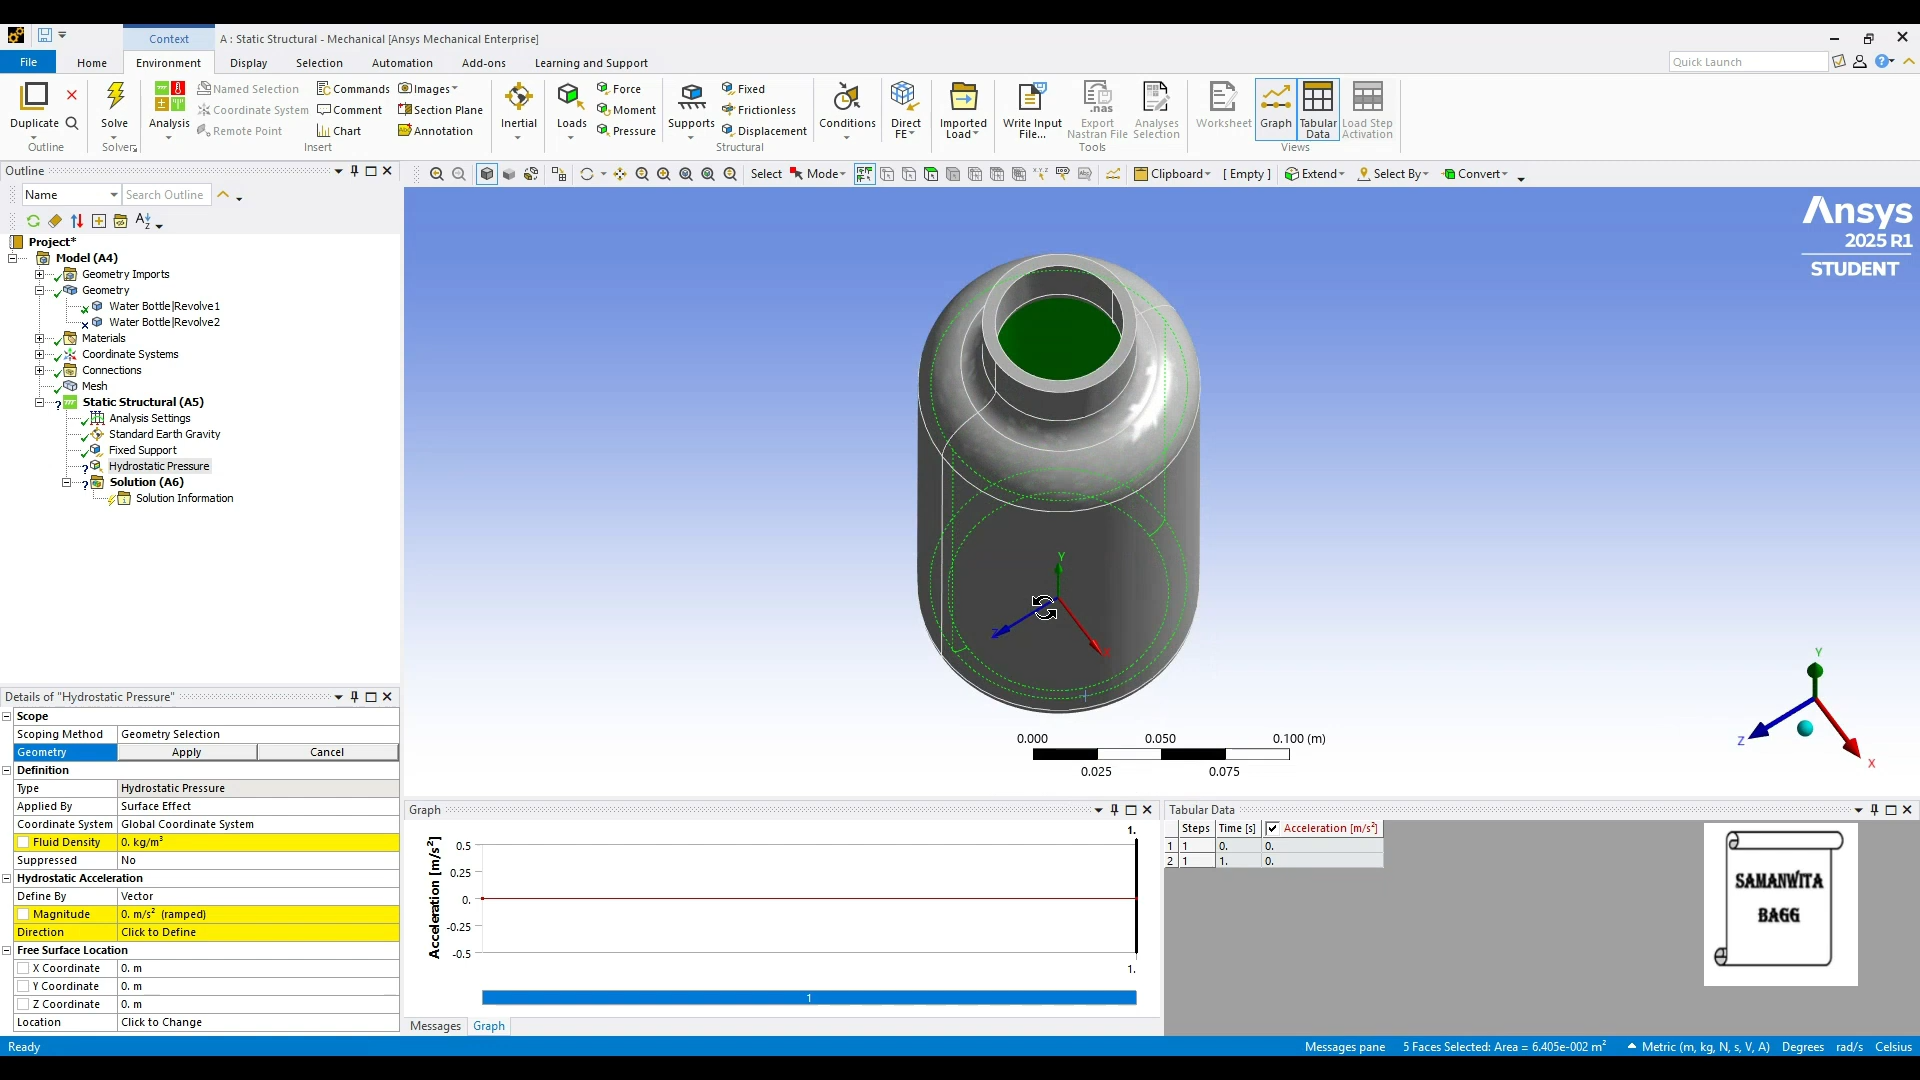 Context
A : Static Structural - Mechanical [Ansys Mechanical Enterprise]
File
Home
Environment
Display
Selection
Automation
Add-ons
Learning and Support
Quick Launch
Duplicate
Outline
Solve
Solver
Analysis
Named Selection
Coordinate System
Remote Point
Commands
Comment
Chart
Images
Section Plane
Annotation
Insert
Inertial
Loads
Force
Moment
Pressure
Supports
Fixed
Frictionless
Displacement
Structural
Conditions
Direct
FE
Imported
Load
Write Input
File...
Export
Nastran File
Analyses
Selection
Tools
Worksheet
Graph
Tabular
Data
Load Step
Activation
Views
Outline
Name
Search Outline
Select
Mode
Clipboard
[ Empty ]
Extend
Select By
Convert
Project*
Model (A4)
Geometry Imports
Geometry
Water Bottle|Revolve1
Water Bottle|Revolve2
Materials
Coordinate Systems
Connections
Mesh
Static Structural (A5)
Analysis Settings
Standard Earth Gravity
Fixed Support
Hydrostatic Pressure
Solution (A6)
Solution Information
Ansys
2025 R1
STUDENT
Y
Z
X
0.000
0.050
0.100 (m)
0.025
0.075
Y
Z
X
Details of "Hydrostatic Pressure"
Scope
Scoping Method Geometry Selection
Geometry Apply Cancel
Definition
Type Hydrostatic Pressure
Applied By Surface Effect
Coordinate System Global Coordinate System
Fluid Density 0. kg/m³
Suppressed No
Hydrostatic Acceleration
Define By Vector
Magnitude 0. m/s² (ramped)
Direction Click to Define
Free Surface Location
X Coordinate 0. m
Y Coordinate 0. m
Z Coordinate 0. m
Location Click to Change
Graph
Acceleration [m/s²]
0.5
0.25
0.
-0.25
-0.5
1.
1.
1
Messages
Graph
Tabular Data
Steps Time [s] Acceleration [m/s²]
1 1 0. 0.
2 1 1. 0.
SAMANWITA
BAGG
Ready
Messages pane
5 Faces Selected: Area = 6.405e-002 m²
Metric (m, kg, N, s, V, A)
Degrees
rad/s
Celsius